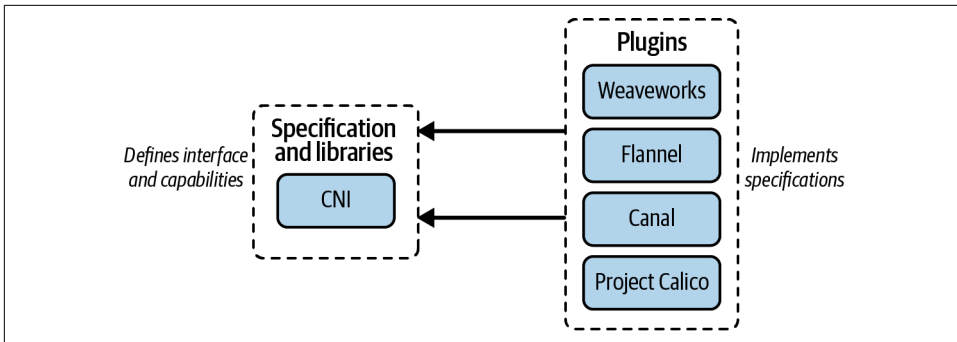 Defines interface
and capabilities
Specification
and libraries
CNI
Plugins
Weaveworks
Flannel
Canal
Project Calico
Implements
specifications